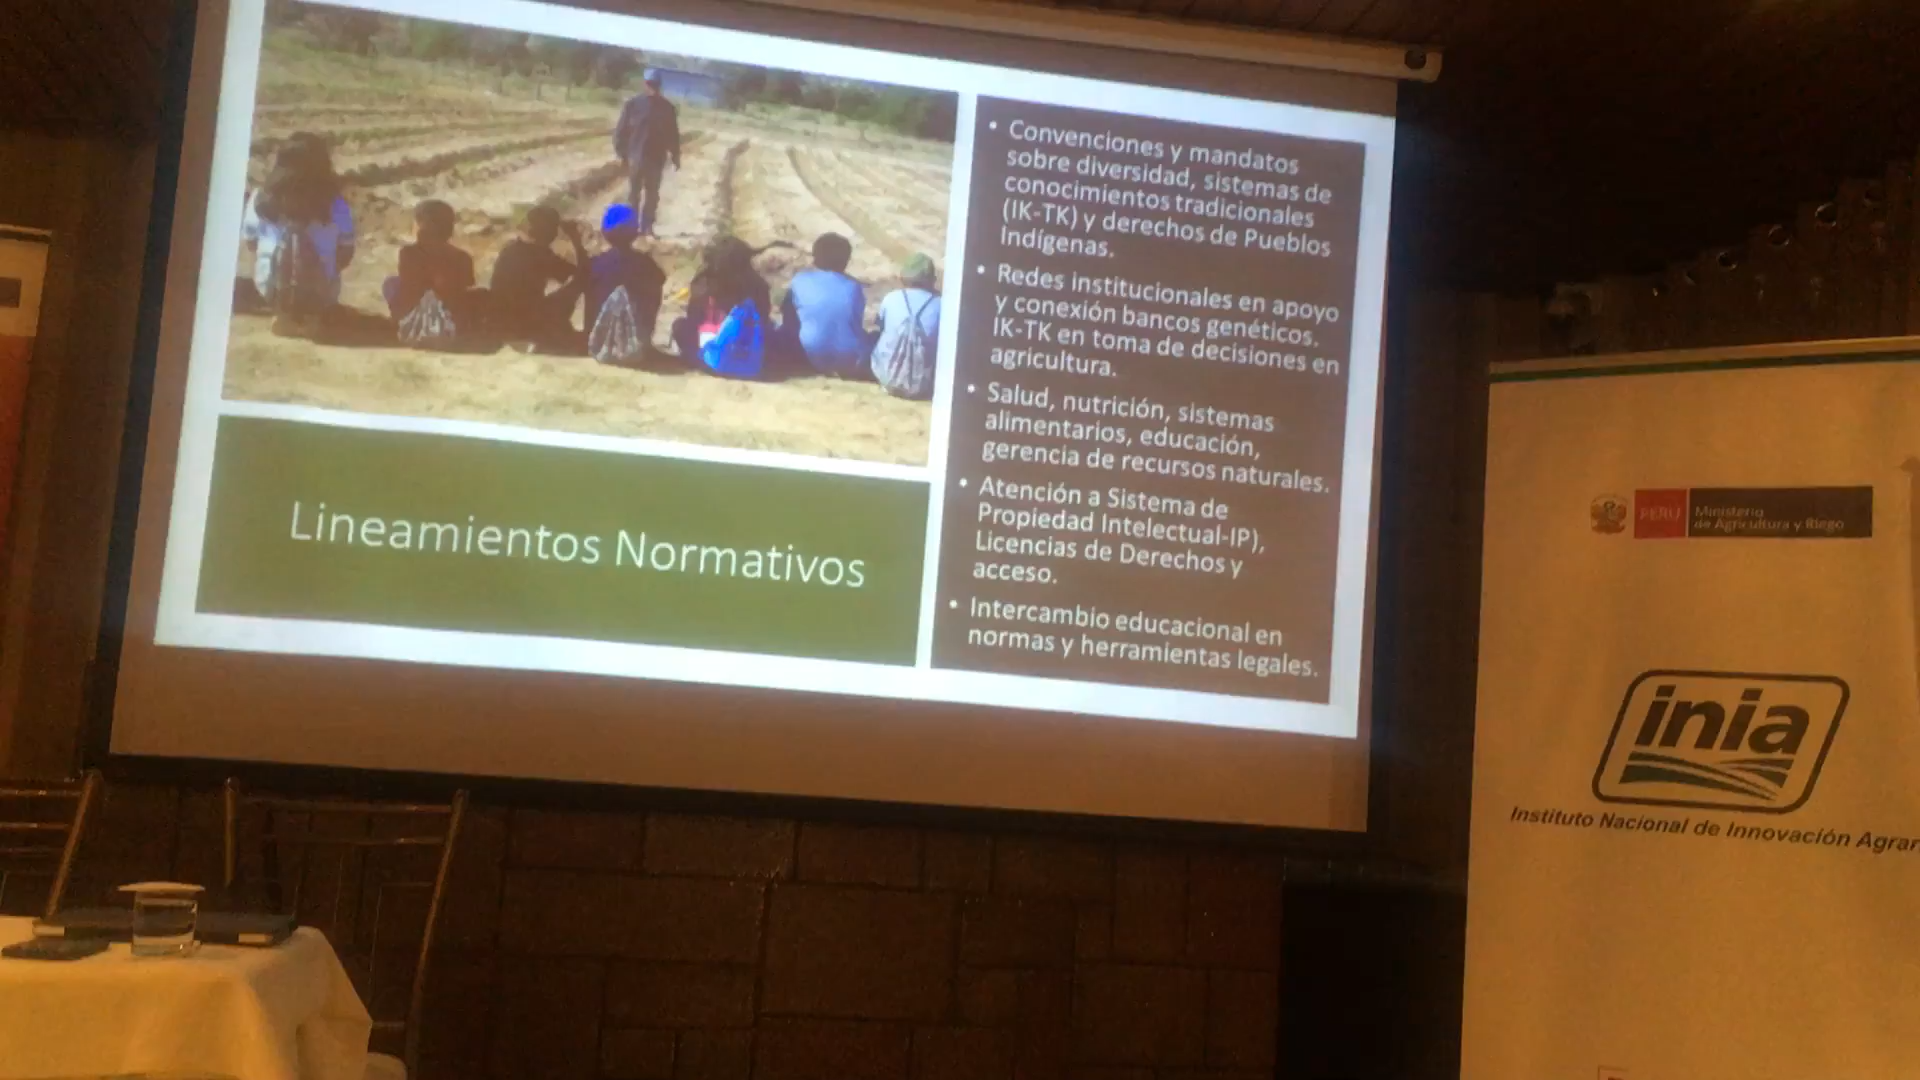 Lineamientos Normativos
• Convenciones y mandatos
sobre diversidad, sistemas de
conocimientos tradicionales
(IK-TK) y derechos de Pueblos
Indígenas.
• Redes institucionales en apoyo
y conexión bancos genéticos.
IK-TK en toma de decisiones en
agricultura.
• Salud, nutrición, sistemas
alimentarios, educación,
gerencia de recursos naturales.
• Atención a Sistema de
Propiedad Intelectual-IP),
Licencias de Derechos y
acceso.
• Intercambio educacional en
normas y herramientas legales.
PERÚ
Ministerio
de Agricultura y Riego
inia
Instituto Nacional de Innovación Agrar